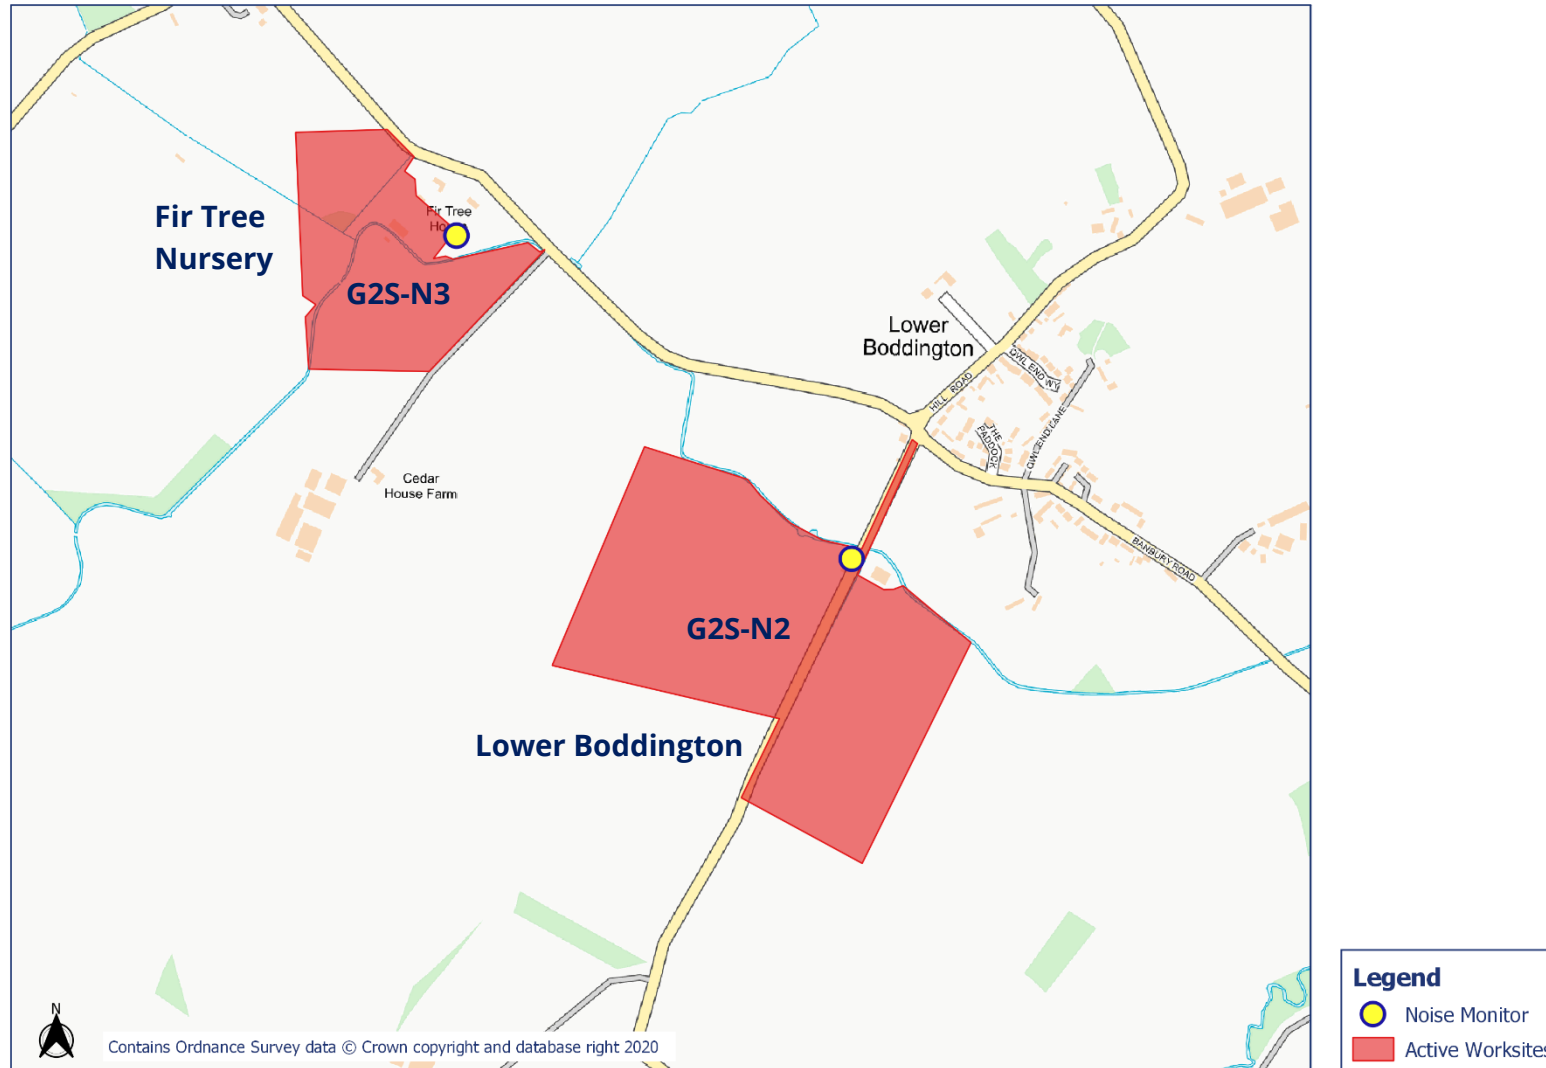 Fir Tree
Nursery
Fir Tree
G2S-N3
Lower
Boddington
OWL END WY
HILL ROAD
THE
PADDOCK
OWL END LANE
Cedar
House Farm
BANBURY ROAD
G2S-N2
Lower Boddington
N
Contains Ordnance Survey data © Crown copyright and database right 2020
Legend
Noise Monitor
Active Worksites